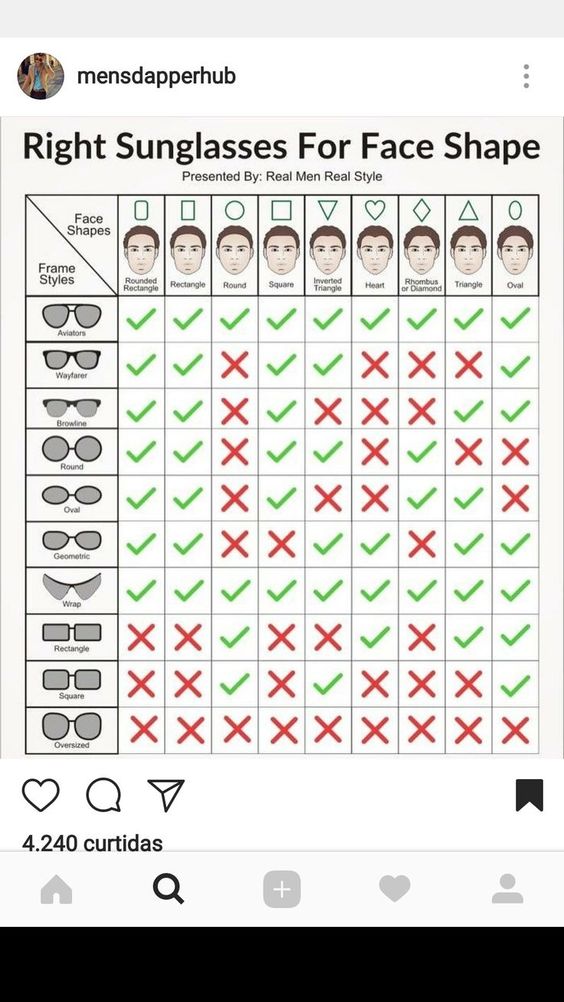 mensdapperhub
Right Sunglasses For Face Shape
Presented By: Real Men Real Style
Face
Shapes
Frame
Styles
Rounded
Rectangle
Rectangle
Round
Square
Inverted
Triangle
Heart
Rhombus
or Diamond
Triangle
Oval
Aviators
Wayfarer
Browline
Round
Oval
Geometric
Wrap
Rectangle
Square
Oversized
4.240 curtidas